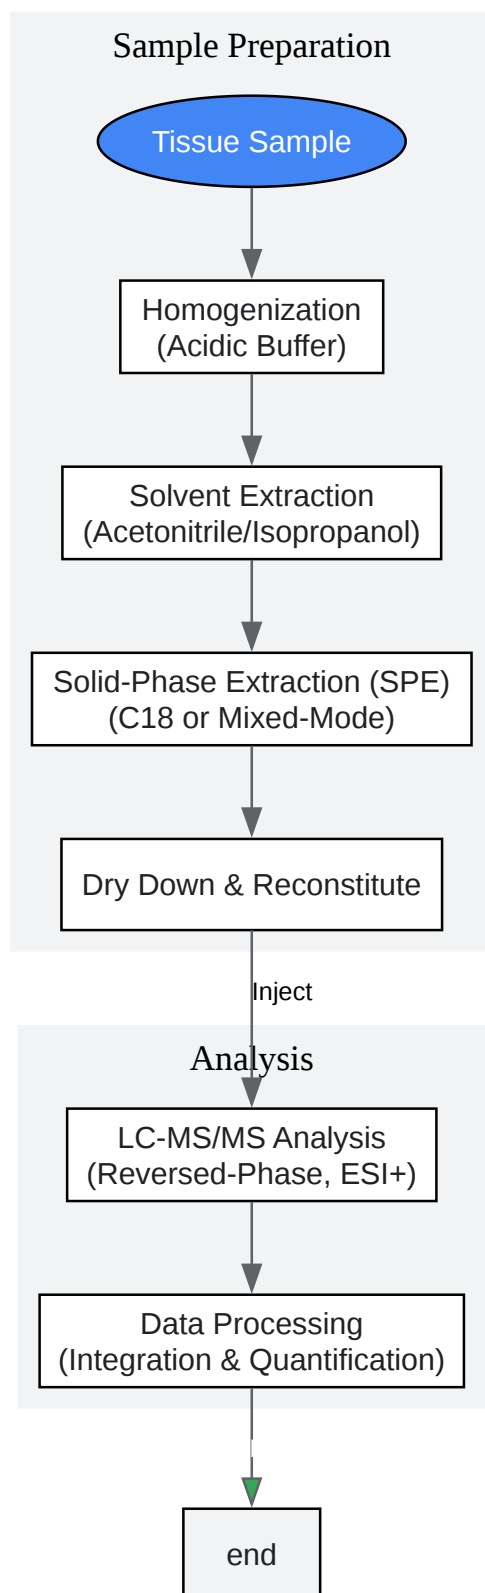 Sample Preparation
Tissue Sample
Homogenization
(Acidic Buffer)
Solvent Extraction
(Acetonitrile/Isopropanol)
Solid-Phase Extraction (SPE)
(C18 or Mixed-Mode)
Dry Down & Reconstitute
Inject
Analysis
LC-MS/MS Analysis
(Reversed-Phase, ESI+)
Data Processing
(Integration & Quantification)
end